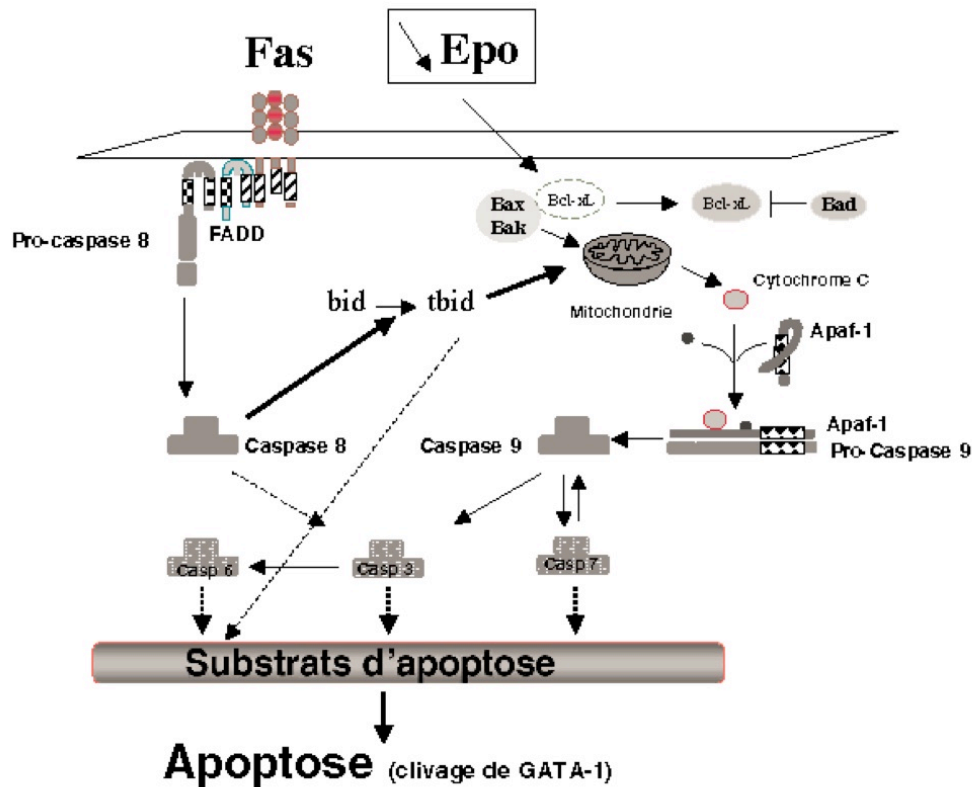 Fas
Epo
Bax
Bak
Bcl-xL
Bcl-xL
Bad
Pro-caspase 8
FADD
bid
tbid
Mitochondrie
Cytochrome C
Apaf-1
Caspase 8
Caspase 9
Apaf-1
Pro-Caspase 9
Casp 6
Casp 3
Casp 7
Substrats d'apoptose
Apoptose (clivage de GATA-1)